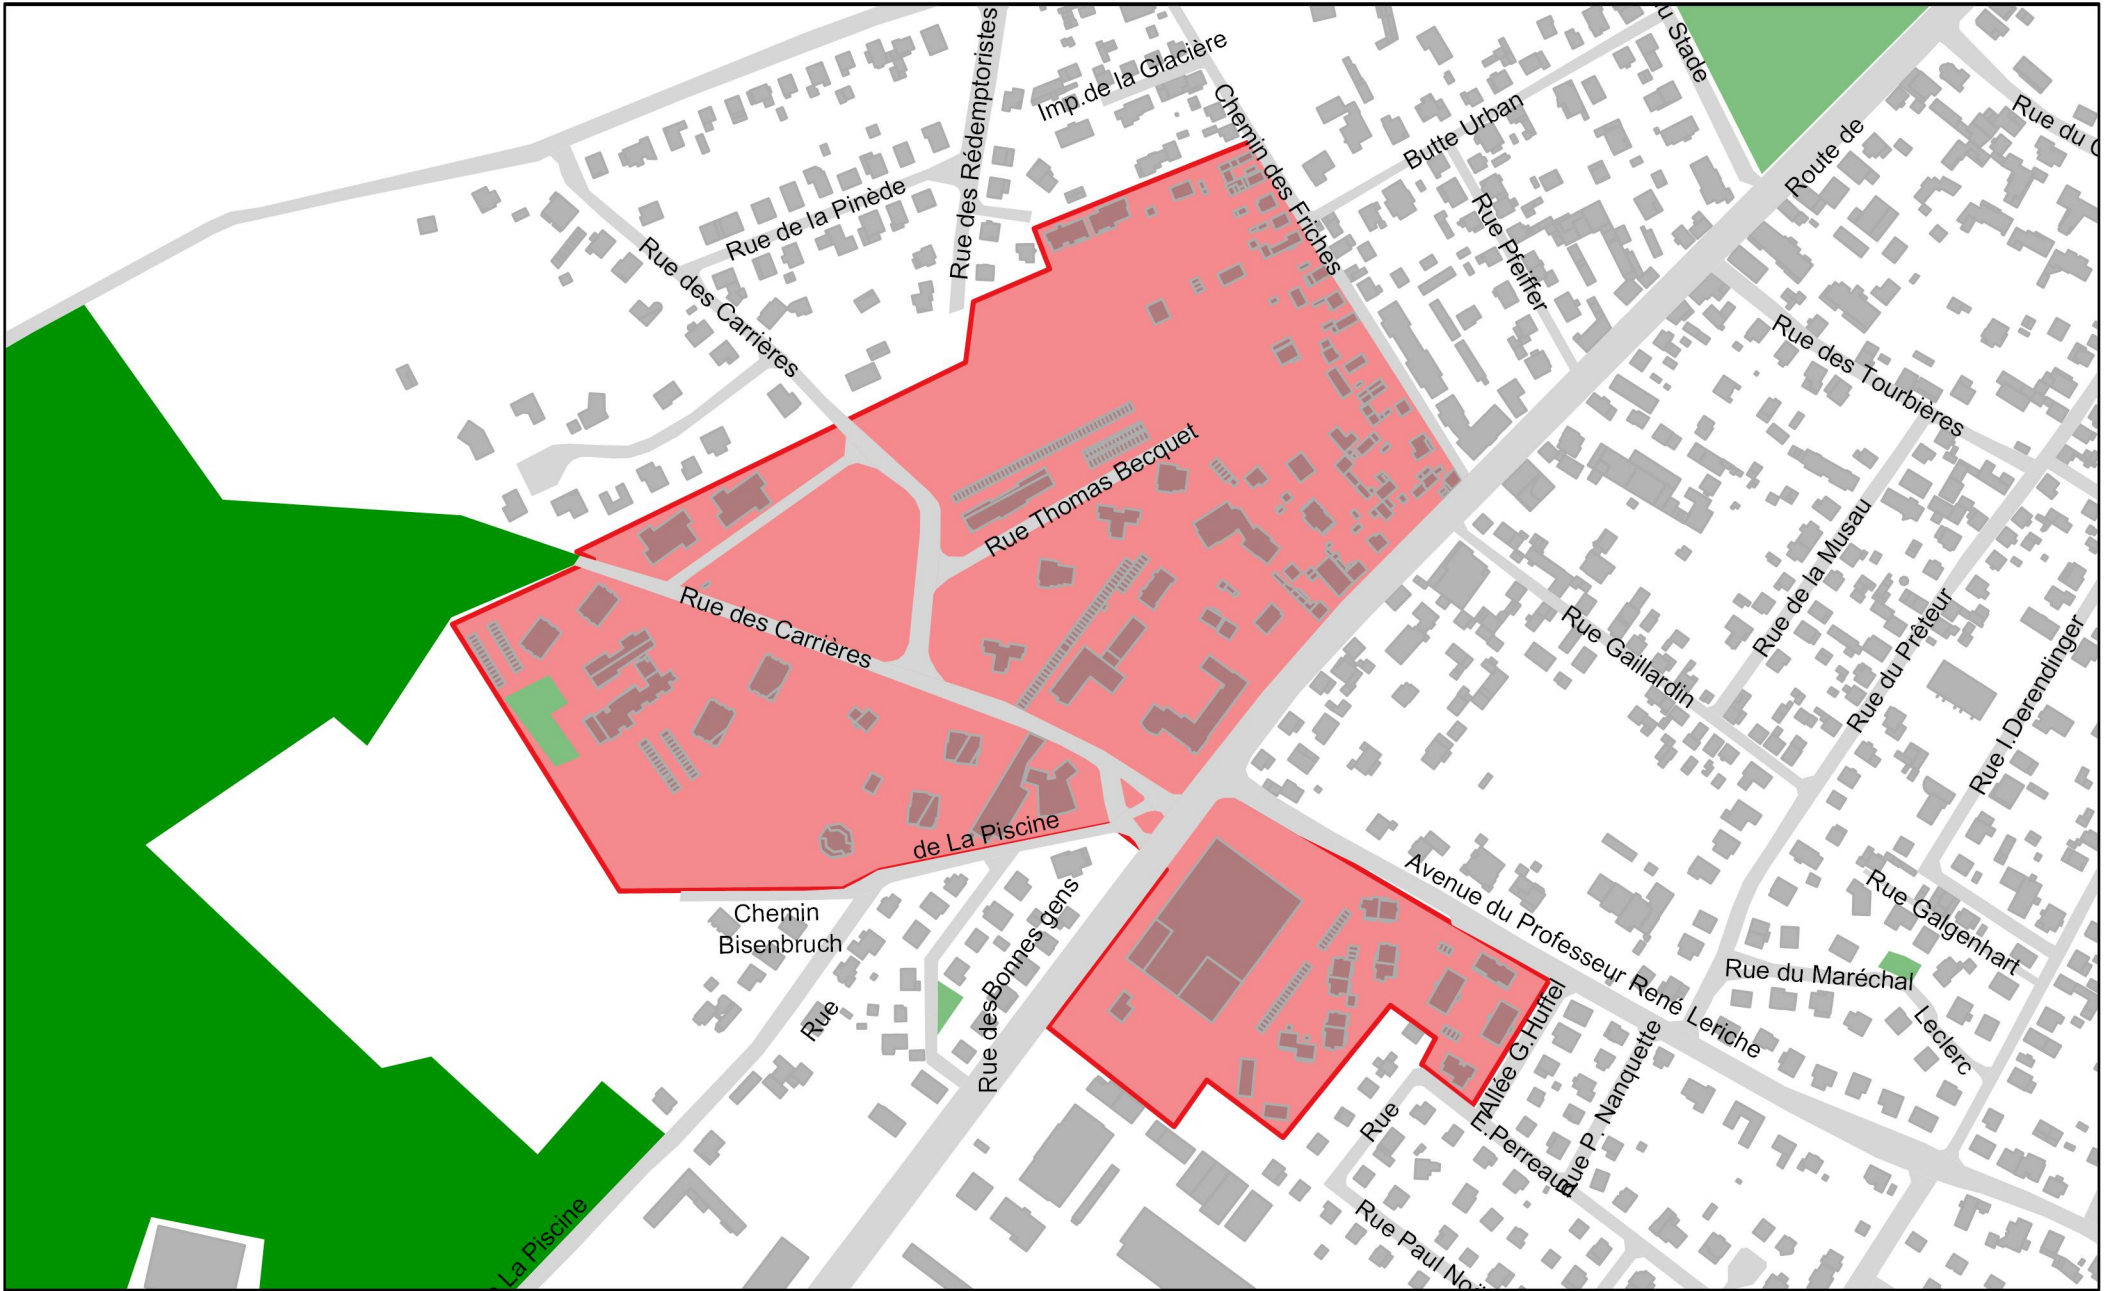 Rue des Rédemptoristes
Imp.de la Glacière
u Stade
Chemin des Friches
Butte Urban
Route de
Rue du
Rue de la Pinède
Rue des Carrières
Rue Pfeiffer
Rue des Tourbières
Rue Thomas Becquet
Rue de la Musau
Rue des Carrières
Rue Gaillardin
Rue du Prêteur
Rue I.Derendinger
de La Piscine
Avenue du Professeur René Leriche
Chemin
Bisenbruch
Rue Galgenhart
Rue du Maréchal
Leclerc
Rue
Rue des Bonnes gens
Allée G.Huffel
Rue P. Nanquette
Rue
E.Perreaud
La Piscine
Rue Paul Noë